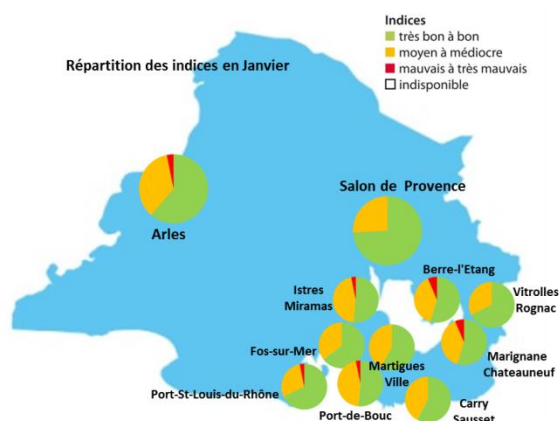 Indices
très bon à bon
moyen à médiocre
mauvais à très mauvais
indisponible
Répartition des indices en Janvier
Salon de Provence
Arles
Berre-l'Etang
Istres
Miramas
Vitrolles
Rognac
Fos-sur-Mer
Martigues
Ville
Marignane
Chateauneuf
Port-St-Louis-du-Rhône
Port-de-Bouc
Carry
Sausset